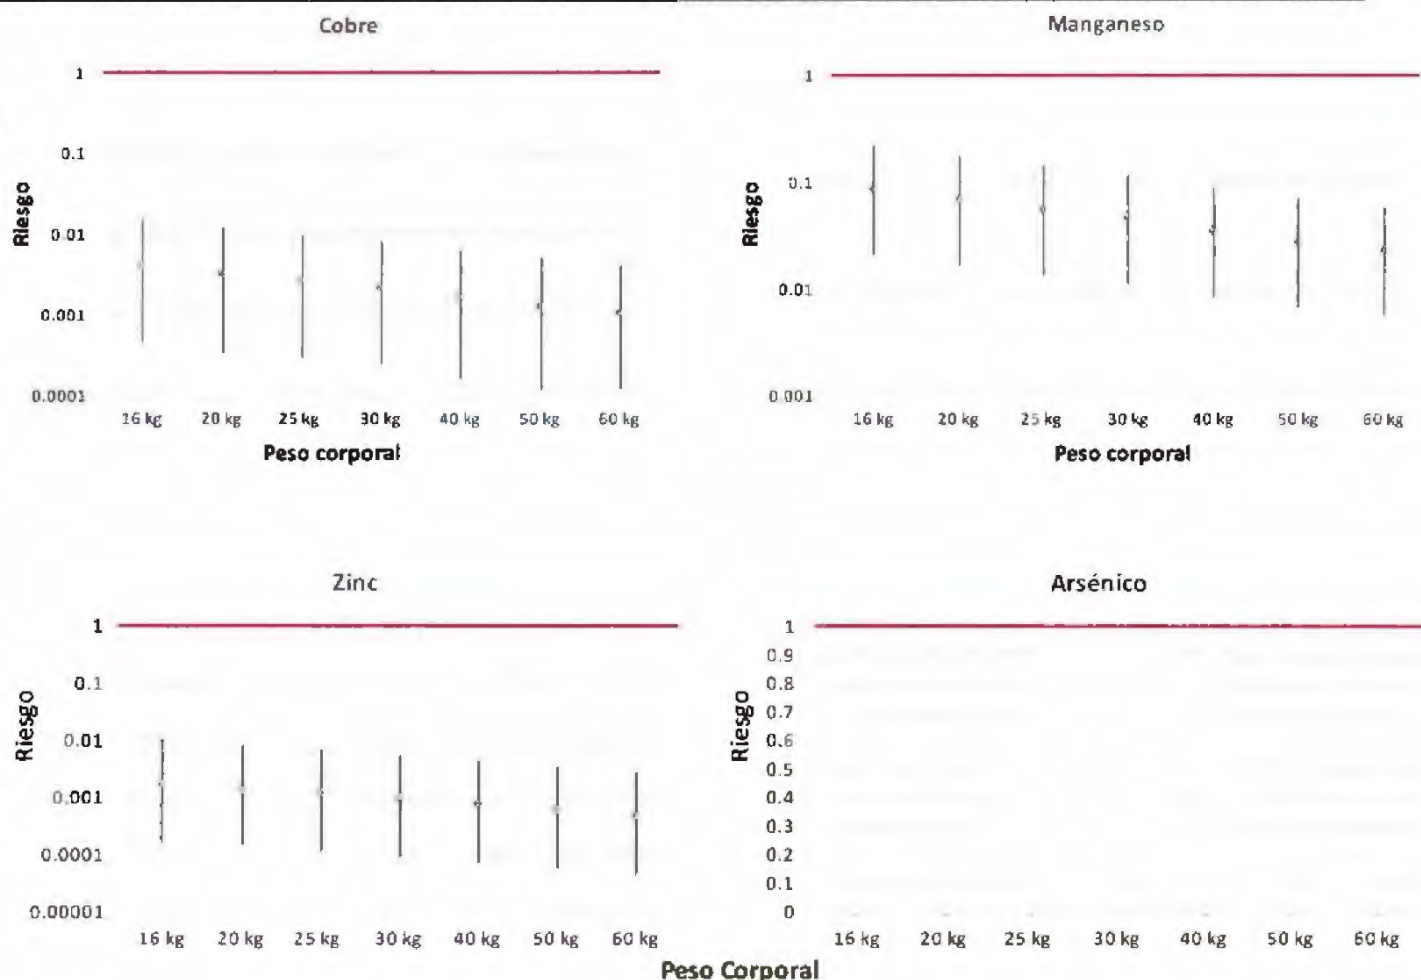 Cobre
1
0.1
0.01
0.001
0.0001
Riesgo
16 kg 20 kg 25 kg 30 kg 40 kg 50 kg 60 kg
Peso corporal
Manganeso
1
0.1
0.01
0.001
Riesgo
16 kg 20 kg 25 kg 30 kg 40 kg 50 kg 60 kg
Peso corporal
Zinc
1
0.1
0.01
0.001
0.0001
0.00001
Riesgo
16 kg 20 kg 25 kg 30 kg 40 kg 50 kg 60 kg
Arsénico
1
0.9
0.8
0.7
0.6
0.5
0.4
0.3
0.2
0.1
0
Riesgo
16 kg 20 kg 25 kg 30 kg 40 kg 50 kg 60 kg
Peso Corporal